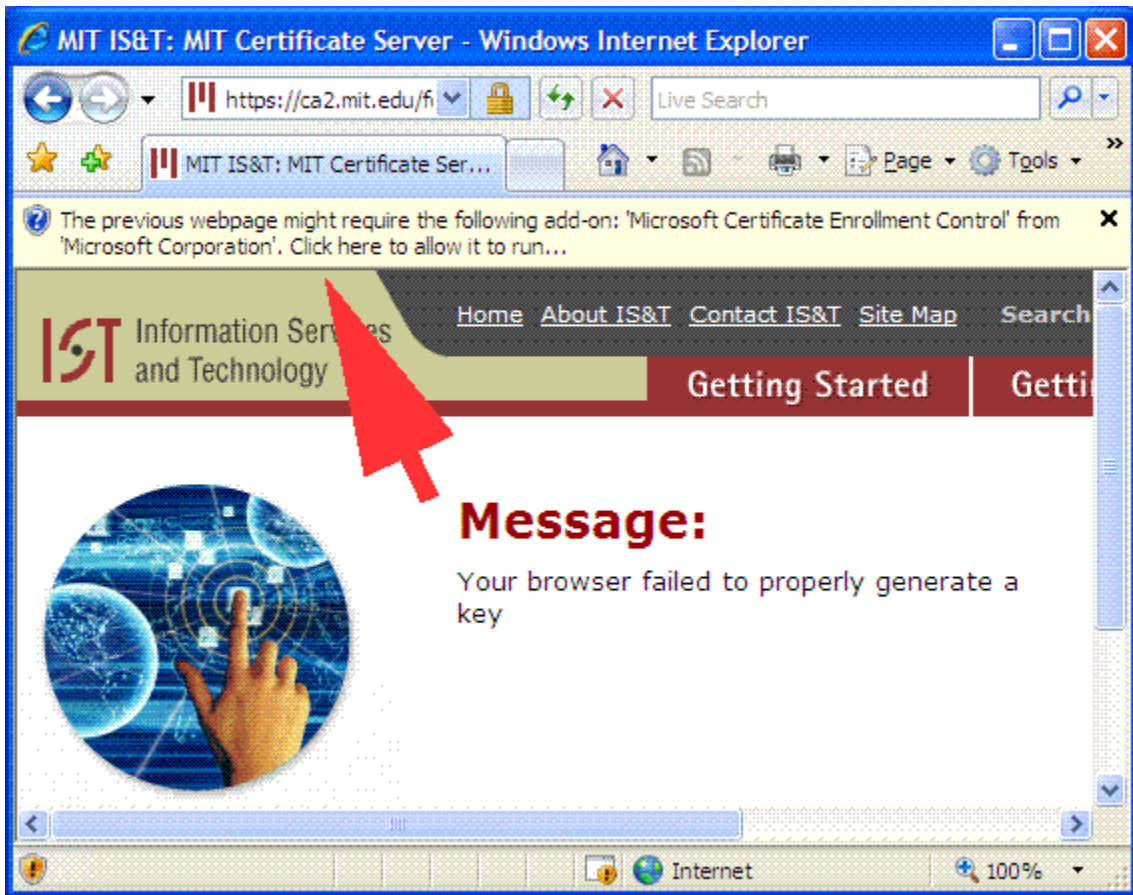 MIT IS&T: MIT Certificate Server - Windows Internet Explorer
https://ca2.mit.edu/fi
Live Search
MIT IS&T: MIT Certificate Ser...
Page
Tools
The previous webpage might require the following add-on: 'Microsoft Certificate Enrollment Control' from
'Microsoft Corporation'. Click here to allow it to run...
Home About IS&T Contact IS&T Site Map Search
IST Information Services
and Technology
Getting Started Getti
Message:
Your browser failed to properly generate a
key
Internet
100%